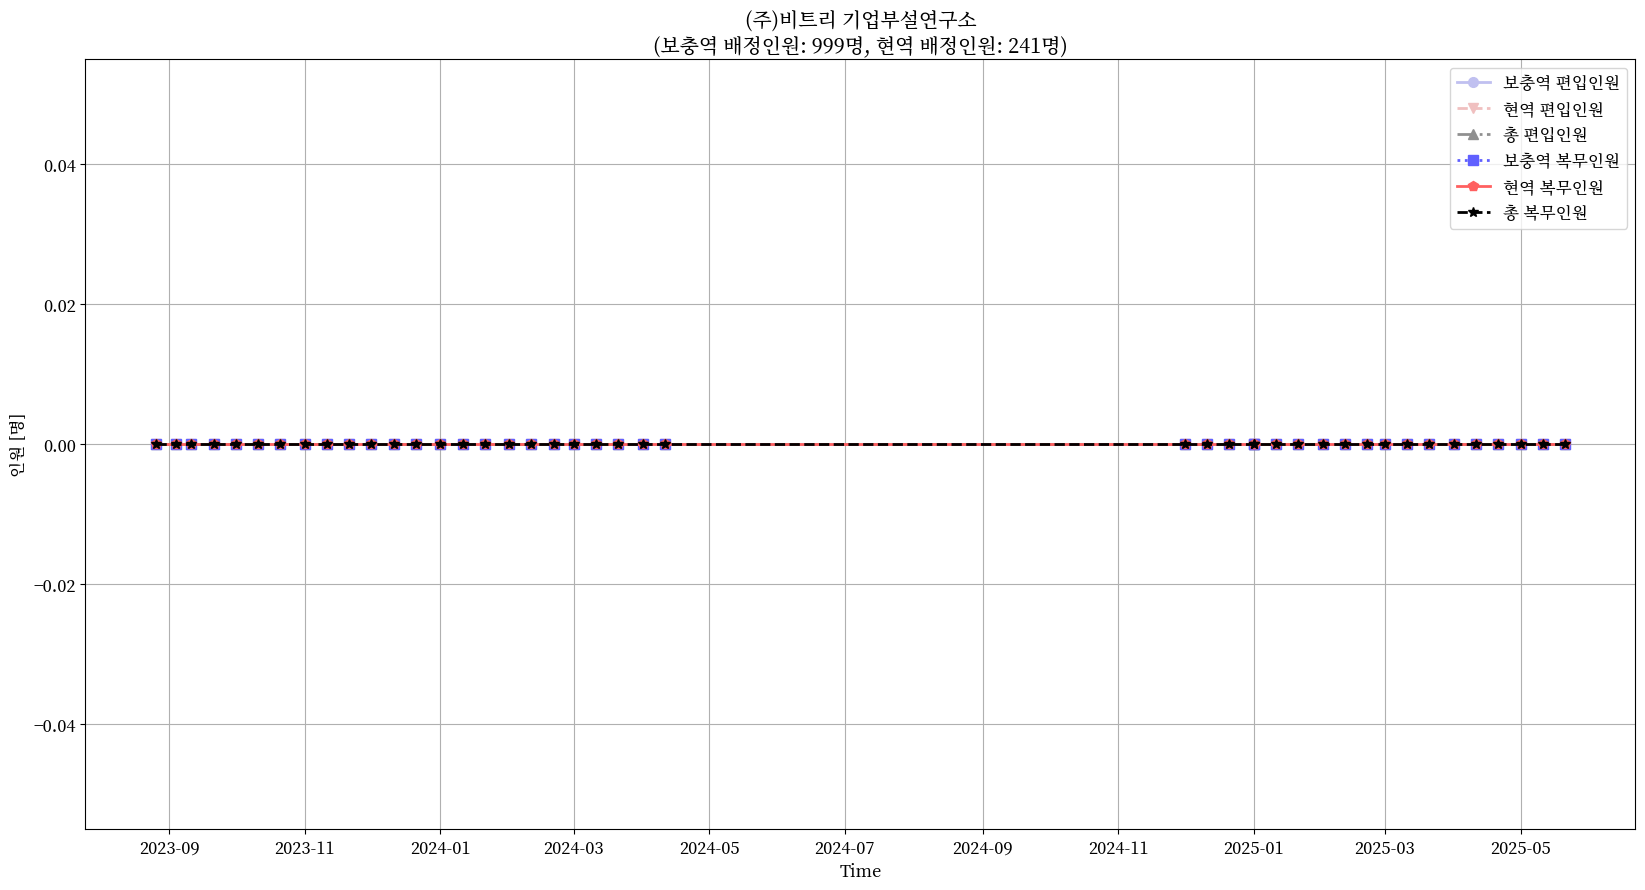 (주)비트리 기업부설연구소
(보충역 배정인원: 999명, 현역 배정인원: 241명)
보충역 편입인원
현역 편입인원
총 편입인원
보충역 복무인원
현역 복무인원
총 복무인원
0.04
0.02
0.00
−0.02
−0.04
인원 [명]
2023-09 2023-11 2024-01 2024-03 2024-05 2024-07 2024-09 2024-11 2025-01 2025-03 2025-05
Time